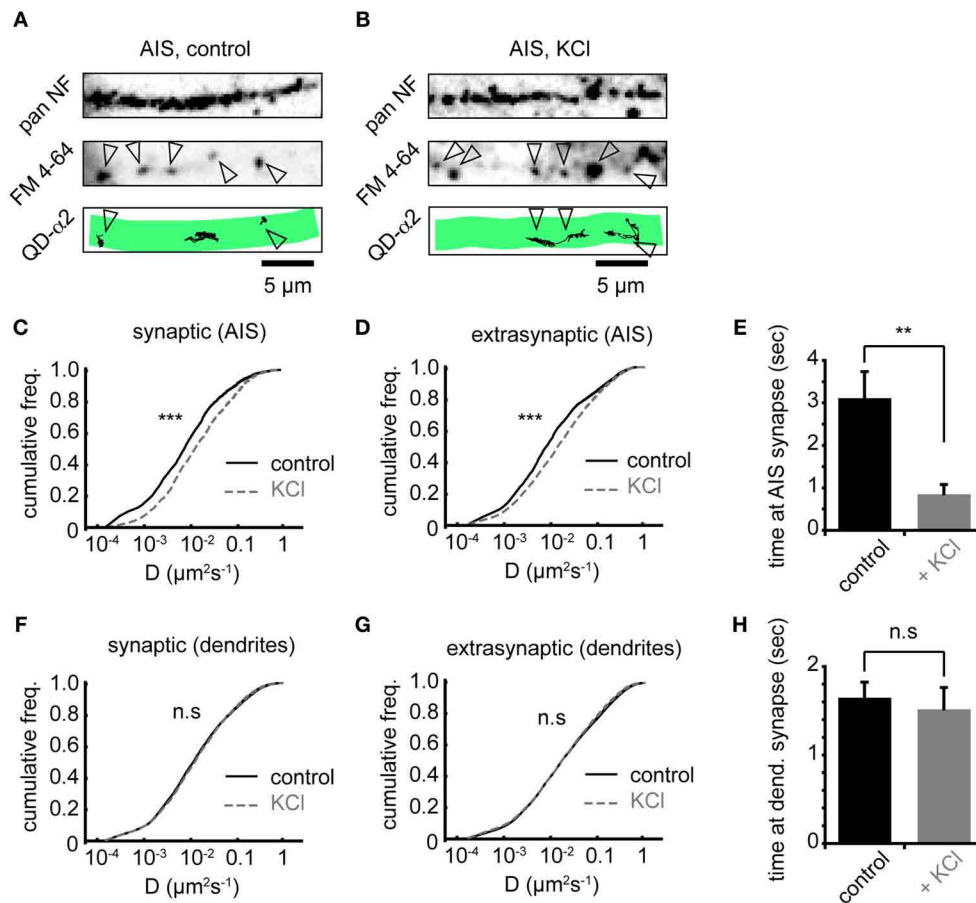 A
AIS, control
pan NF
FM 4-64
QD-α2
5 µm
B
AIS, KCl
pan NF
FM 4-64
QD-α2
5 µm
C
synaptic (AIS)
cumulative freq.
1.0
0.8
0.6
0.4
0.2
0
***
control
KCl
10⁻⁴ 10⁻³ 10⁻² 0.1 1
D (µm²s⁻¹)
D
extrasynaptic (AIS)
cumulative freq.
1.0
0.8
0.6
0.4
0.2
0
***
control
KCl
10⁻⁴ 10⁻³ 10⁻² 0.1 1
D (µm²s⁻¹)
E
time at AIS synapse (sec)
**
4
3
2
1
0
control
+ KCl
F
synaptic (dendrites)
cumulative freq.
1.0
0.8
0.6
0.4
0.2
0
n.s
control
KCl
10⁻⁴ 10⁻³ 10⁻² 0.1 1
D (µm²s⁻¹)
G
extrasynaptic (dendrites)
cumulative freq.
1.0
0.8
0.6
0.4
0.2
0
n.s
control
KCl
10⁻⁴ 10⁻³ 10⁻² 0.1 1
D (µm²s⁻¹)
H
time at dend. synapse (sec)
n.s
2
1
0
control
+ KCl